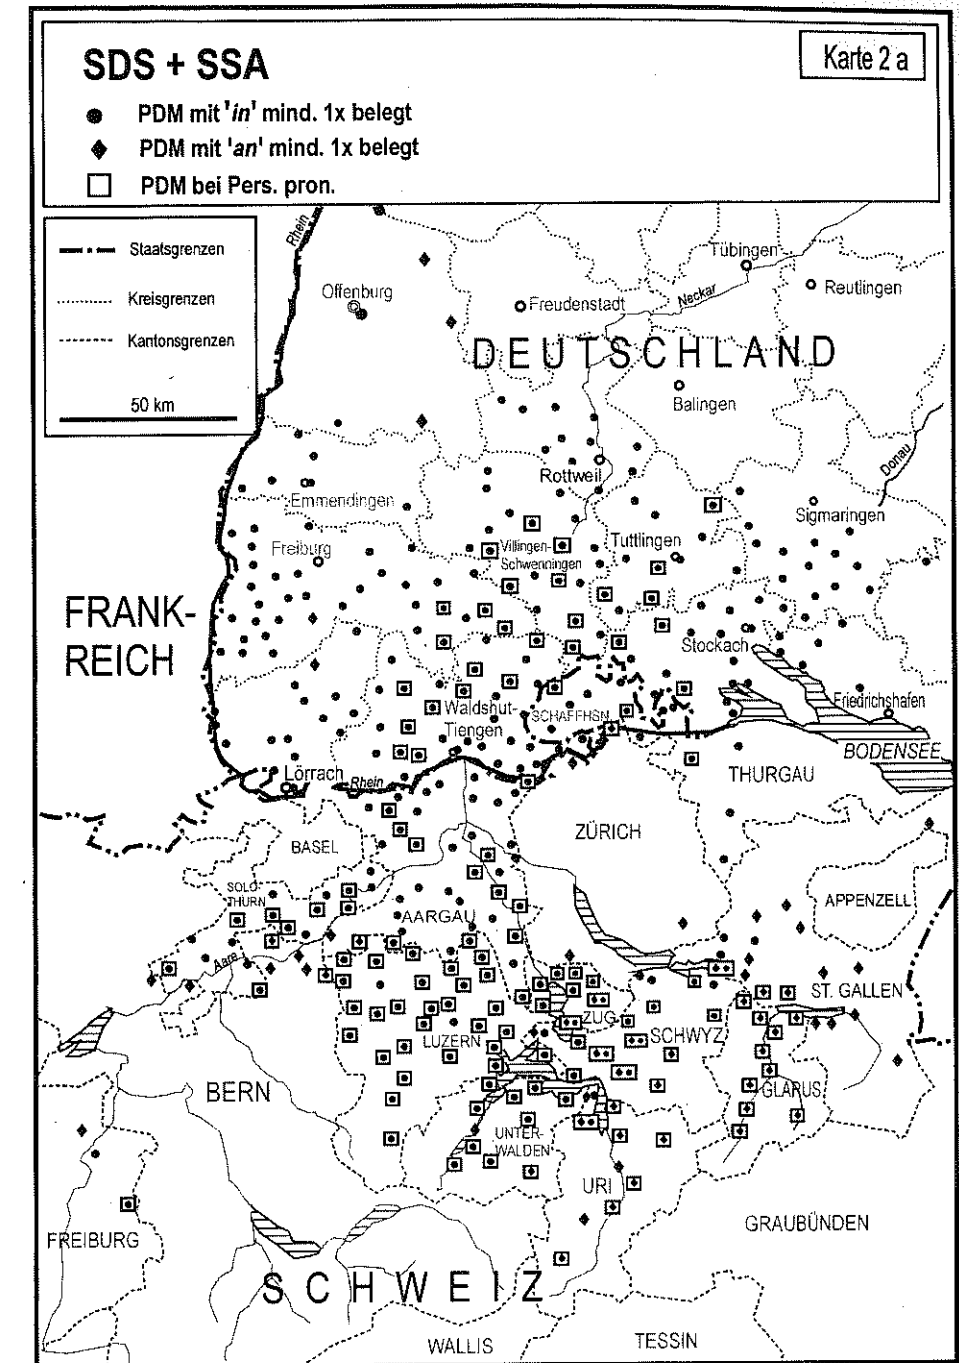 SDS + SSA
Karte 2 a
PDM mit 'in' mind. 1x belegt
PDM mit 'an' mind. 1x belegt
PDM bei Pers. pron.
Staatsgrenzen
Kreisgrenzen
Kantonsgrenzen
50 km
Rhein
Tübingen
Offenburg
Freudenstadt
Neckar
Reutlingen
DEUTSCHLAND
Balingen
Rottweil
Donau
Emmendingen
Sigmaringen
Freiburg
Villingen-
Schwenningen
Tuttlingen
FRANK-
REICH
Stockach
Waldshut-
Tiengen
SCHAFFHSN.
Friedrichshafen
BODENSEE
Lörrach
Rhein
THURGAU
ZÜRICH
BASEL
SOLO-
THURN
AARGAU
APPENZELL
Aare
ST. GALLEN
ZUG
LUZERN
SCHWYZ
BERN
GLARUS
UNTER-
WALDEN
URI
FREIBURG
GRAUBÜNDEN
SCHWEIZ
WALLIS
TESSIN